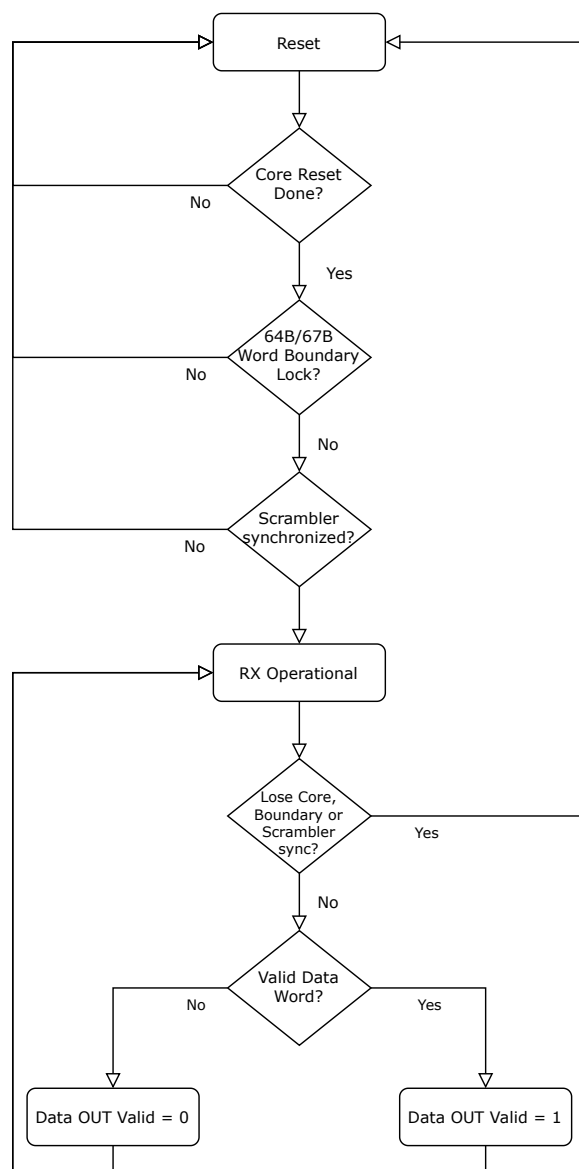 Reset
Core Reset
Done?
No
Yes
64B/67B
Word Boundary
Lock?
No
No
Scrambler
synchronized?
No
RX Operational
Lose Core,
Boundary or
Scrambler
sync?
Yes
No
Valid Data
Word?
No
Yes
Data OUT Valid = 0
Data OUT Valid = 1